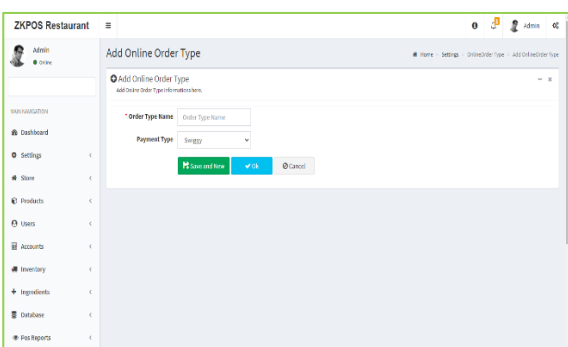 ZKPOS Restaurant
Admin
Admin
Online
Add Online Order Type
Home > Settings > OnlineOrder Type > Add OnlineOrder Type
Add Online Order Type
Add Online Order Type Informations here.
* Order Type Name
Order Type Name
Payment Type
Swiggy
Save and New
Ok
Cancel
MAIN NAVIGATION
Dashboard
Settings
Store
Products
Users
Accounts
Inventory
Ingredients
Database
Pos Reports